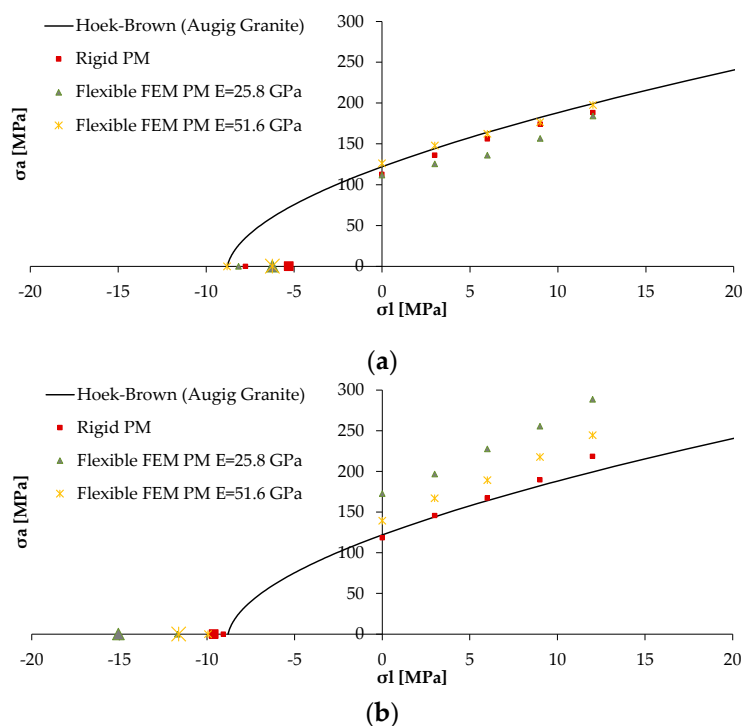 300
Hoek-Brown (Augig Granite)
250
Rigid PM
200
Flexible FEM PM E=25.8 GPa
σa [MPa]
150
Flexible FEM PM E=51.6 GPa
100
50
0
-20 -15 -10 -5 0 5 10 15 20
σl [MPa]
(a)
300
Hoek-Brown (Augig Granite)
250
Rigid PM
200
Flexible FEM PM E=25.8 GPa
σa [MPa]
150
Flexible FEM PM E=51.6 GPa
100
50
0
-20 -15 -10 -5 0 5 10 15 20
σl [MPa]
(b)